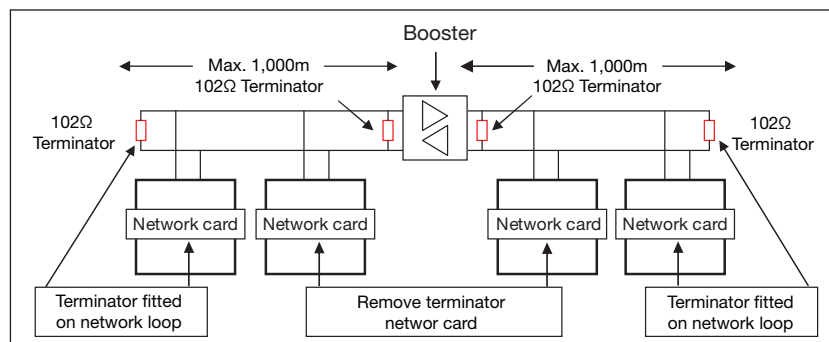 Booster
Max. 1,000m
102Ω Terminator
Max. 1,000m
102Ω Terminator
102Ω
Terminator
102Ω
Terminator
Network card
Network card
Network card
Network card
Terminator fitted
on network loop
Remove terminator
networ card
Terminator fitted
on network loop